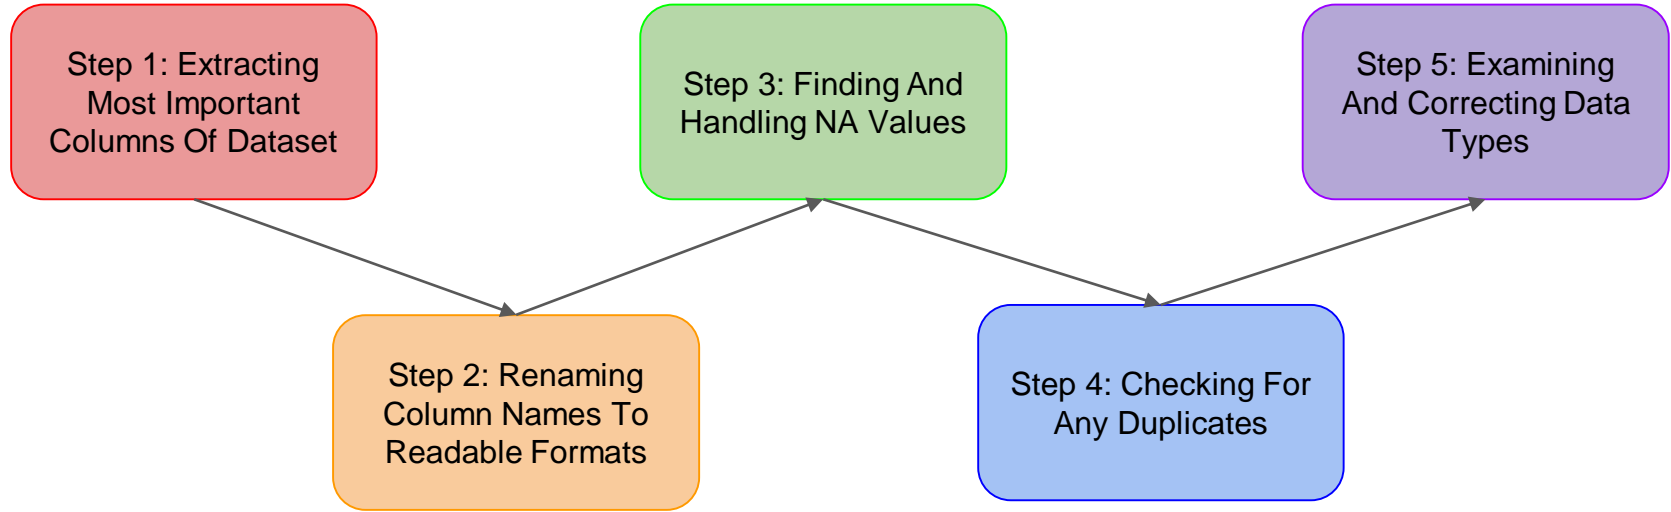 Step 1: Extracting
Most Important
Columns Of Dataset
Step 2: Renaming
Column Names To
Readable Formats
Step 3: Finding And
Handling NA Values
Step 4: Checking For
Any Duplicates
Step 5: Examining
And Correcting Data
Types